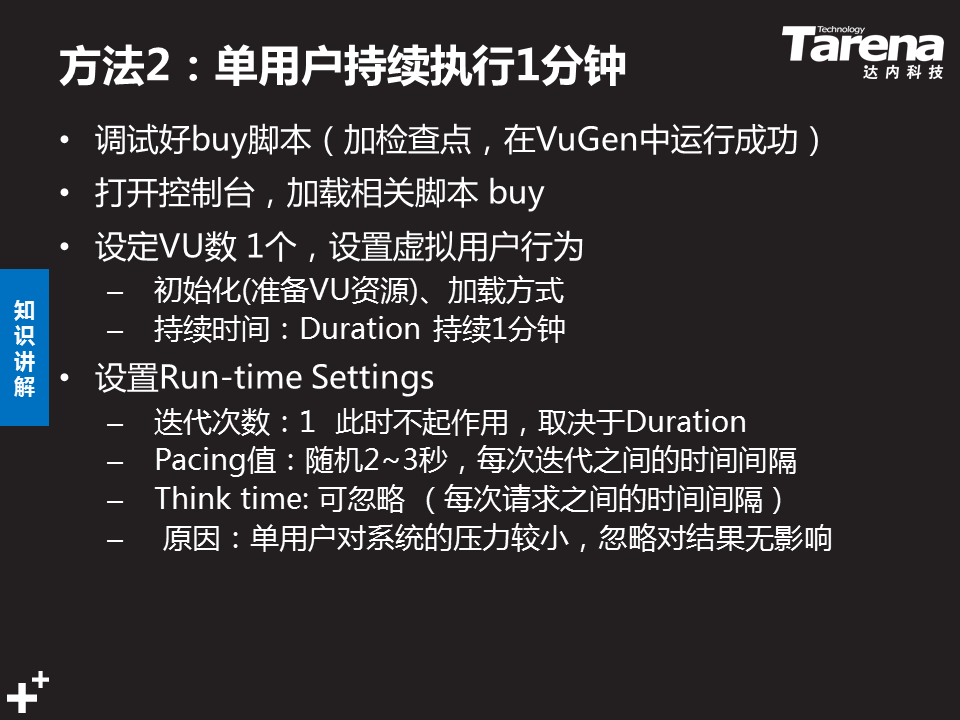 方法2：单用户持续执行1分钟
Technology
Tarena
达内科技
• 调试好buy脚本（加检查点，在VuGen中运行成功）
• 打开控制台，加载相关脚本 buy
• 设定VU数 1个，设置虚拟用户行为
– 初始化(准备VU资源)、加载方式
– 持续时间：Duration 持续1分钟
知识讲解
• 设置Run-time Settings
– 迭代次数：1 此时不起作用，取决于Duration
– Pacing值：随机2~3秒，每次迭代之间的时间间隔
– Think time: 可忽略 （每次请求之间的时间间隔）
– 原因：单用户对系统的压力较小，忽略对结果无影响